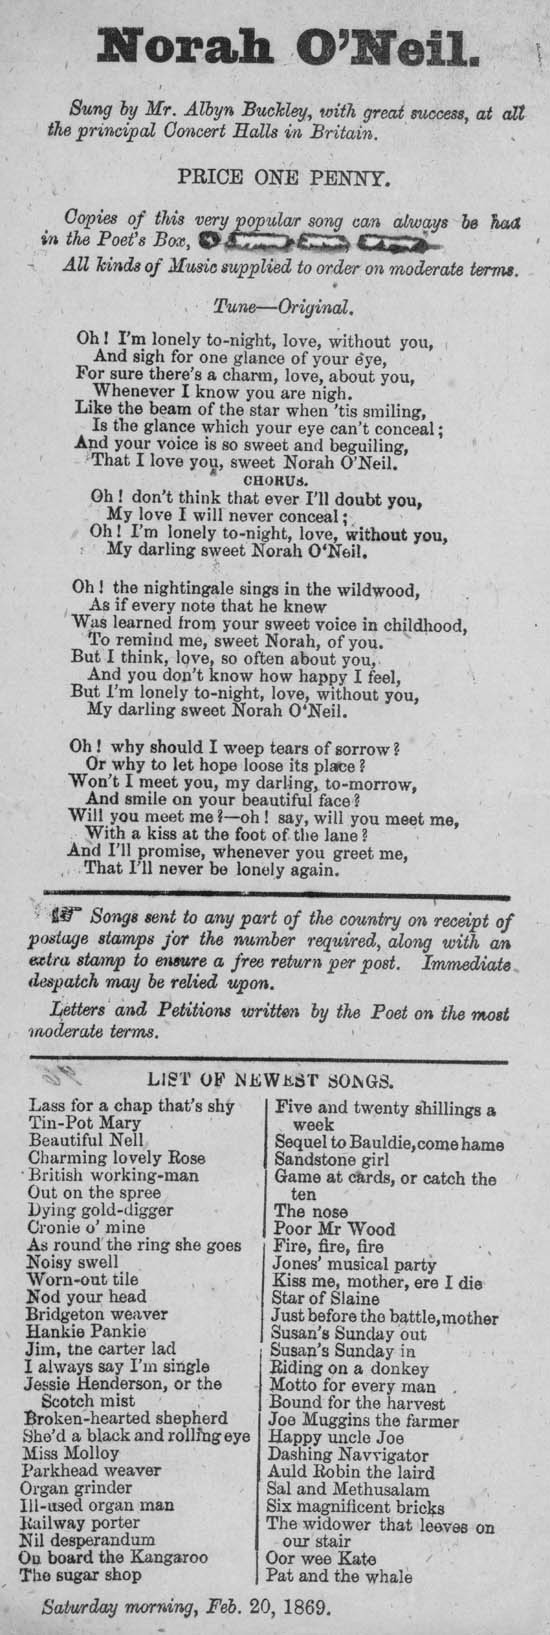 Norah O'Neil.
Sung by Mr. Albyn Buckley, with great success, at all
the principal Concert Halls in Britain.
PRICE ONE PENNY.
Copies of this very popular song can always be had
in the Poet's Box,
All kinds of Music supplied to order on moderate terms.
Tune—Original.
Oh! I'm lonely to-night, love, without you,
And sigh for one glance of your eye,
For sure there's a charm, love, about you,
Whenever I know you are nigh.
Like the beam of the star when 'tis smiling,
Is the glance which your eye can't conceal;
And your voice is so sweet and beguiling,
That I love you, sweet Norah O'Neil.
CHORUS.
Oh! don't think that ever I'll doubt you,
My love I will never conceal;
Oh! I'm lonely to-night, love, without you,
My darling sweet Norah O'Neil.
Oh! the nightingale sings in the wildwood,
As if every note that he knew
Was learned from your sweet voice in childhood,
To remind me, sweet Norah, of you.
But I think, love, so often about you,
And you don't know how happy I feel,
But I'm lonely to-night, love, without you,
My darling sweet Norah O'Neil.
Oh! why should I weep tears of sorrow?
Or why to let hope loose its place?
Won't I meet you, my darling, to-morrow,
And smile on your beautiful face?
Will you meet me?—oh! say, will you meet me,
With a kiss at the foot of the lane?
And I'll promise, whenever you greet me,
That I'll never be lonely again.
☞ Songs sent to any part of the country on receipt of
postage stamps jor the number required, along with an
extra stamp to ensure a free return per post. Immediate
despatch may be relied upon.
Letters and Petitions written by the Poet on the most
moderate terms.
LIST OF NEWEST SONGS.
Lass for a chap that's shy
Tin-Pot Mary
Beautiful Nell
Charming lovely Rose
British working-man
Out on the spree
Dying gold-digger
Cronie o' mine
As round the ring she goes
Noisy swell
Worn-out tile
Nod your head
Bridgeton weaver
Hankie Pankie
Jim, tne carter lad
I always say I'm single
Jessie Henderson, or the
Scotch mist
Broken-hearted shepherd
She'd a black and rolling eye
Miss Molloy
Parkhead weaver
Organ grinder
Ill-used organ man
Railway porter
Nil desperandum
On board the Kangaroo
The sugar shop
Five and twenty shillings a
week
Sequel to Bauldie, come hame
Sandstone girl
Game at cards, or catch the
ten
The nose
Poor Mr Wood
Fire, fire, fire
Jones' musical party
Kiss me, mother, ere I die
Star of Slaine
Just before the battle, mother
Susan's Sunday out
Susan's Sunday in
Riding on a donkey
Motto for every man
Bound for the harvest
Joe Muggins the farmer
Happy uncle Joe
Dashing Navvigator
Auld Robin the laird
Sal and Methusalam
Six magnificent bricks
The widower that leeves on
our stair
Oor wee Kate
Pat and the whale
Saturday morning, Feb. 20, 1869.